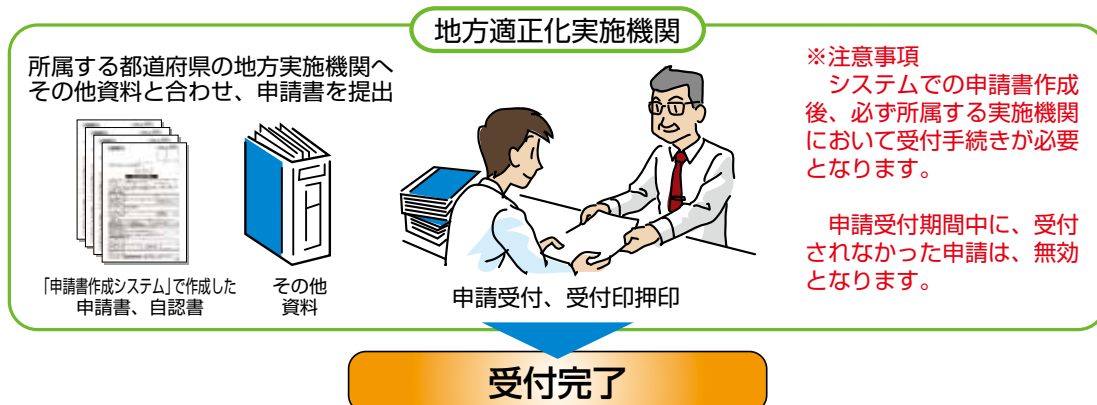 地方適正化実施機関
所属する都道府県の地方実施機関へ
その他資料と合わせ、申請書を提出
「申請書作成システム」で作成した
申請書、自認書
その他
資料
申請受付、受付印押印
※注意事項
システムでの申請書作成
後、必ず所属する実施機関
において受付手続きが必要
となります。
申請受付期間中に、受付
されなかった申請は、無効
となります。
受付完了